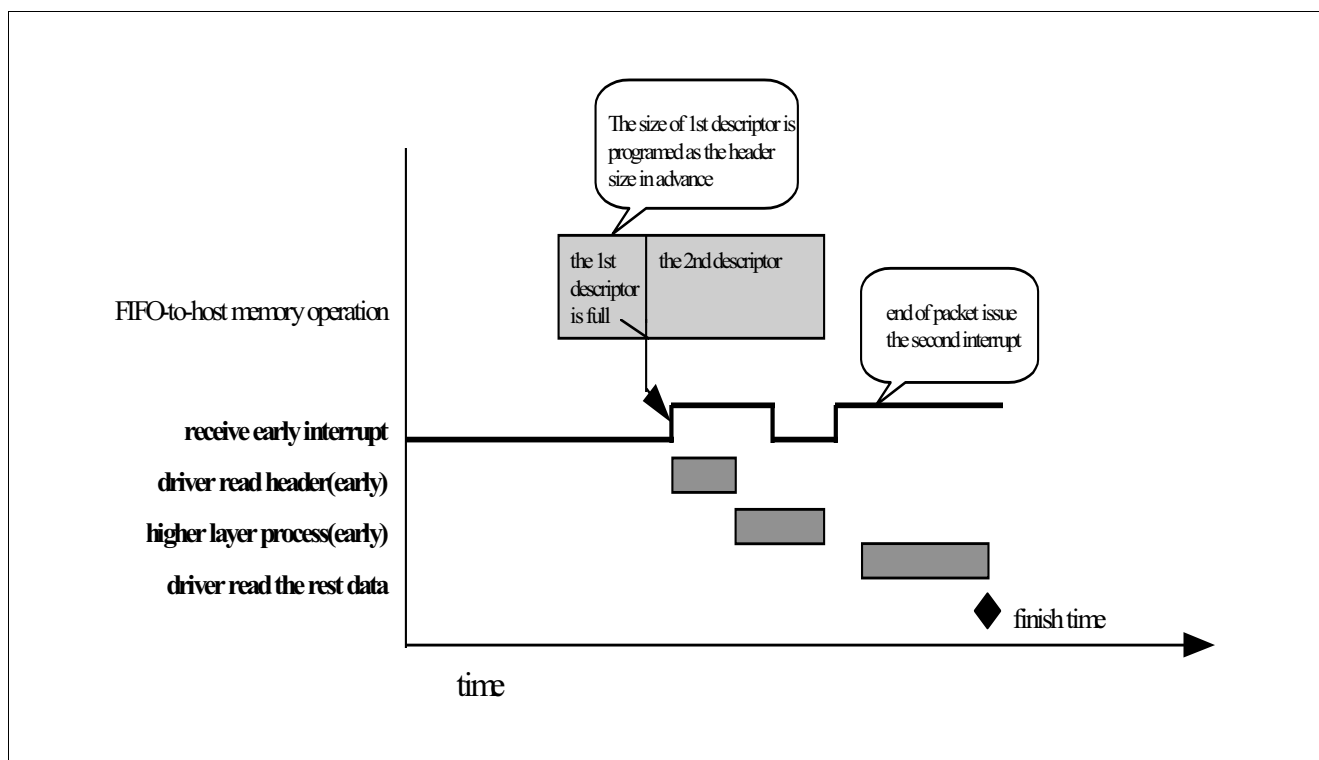 The size of 1st descriptor is
programed as the header
size in advance
the 1st
descriptor
is full
the 2nd descriptor
FIFO-to-host memory operation
end of packet issue
the second interrupt
receive early interrupt
driver read header(early)
higher layer process(early)
driver read the rest data
finish time
time